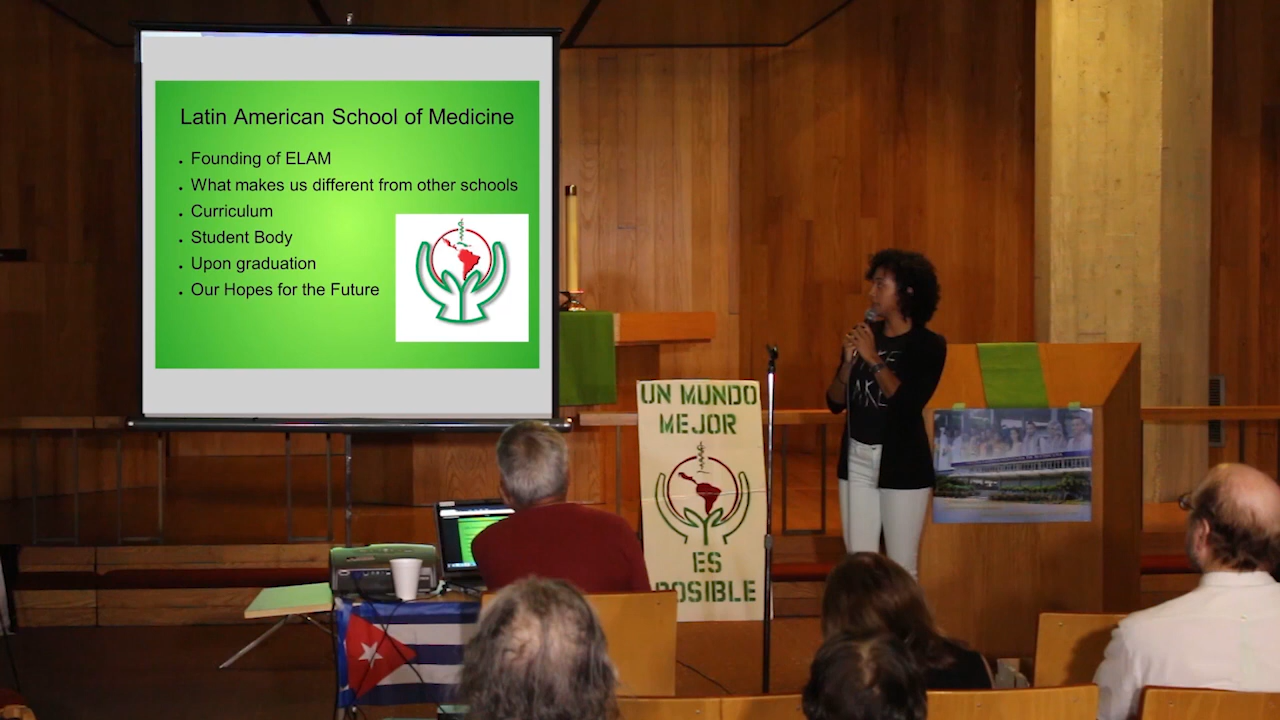 Latin American School of Medicine
Founding of ELAM
What makes us different from other schools
Curriculum
Student Body
Upon graduation
Our Hopes for the Future
UN MUNDO
MEJOR
ES
POSIBLE